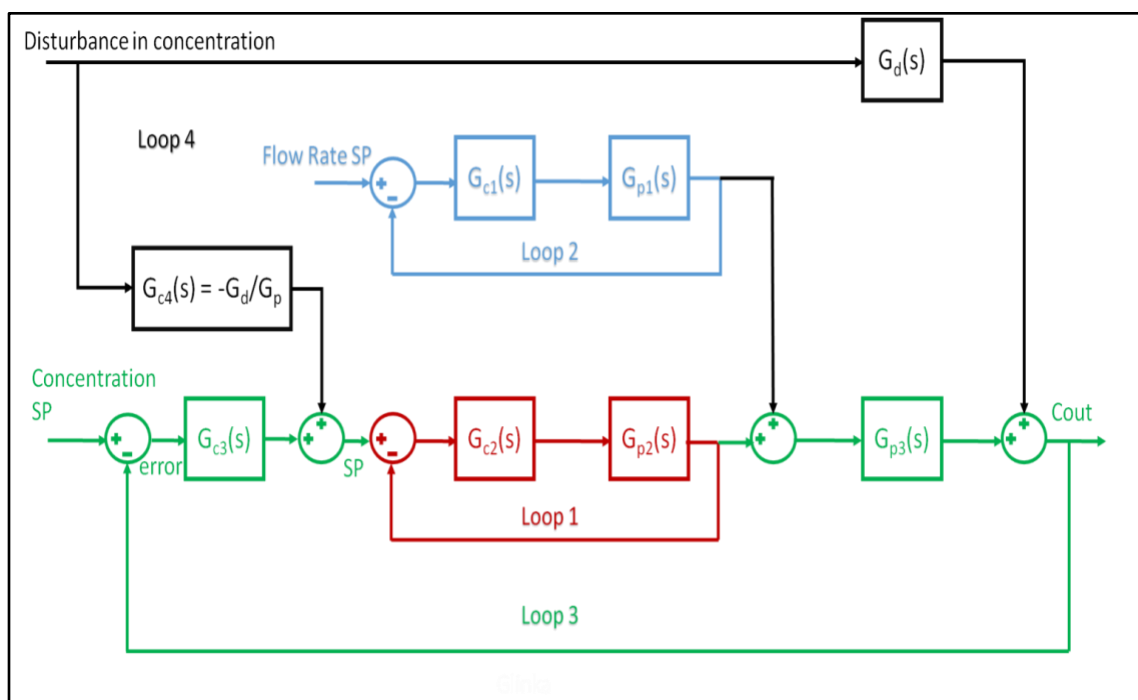 Disturbance in concentration
G_d(s)
Loop 4
Flow Rate SP
G_c1(s)
G_p1(s)
Loop 2
G_c4(s) = -G_d/G_p
Concentration
SP
error
G_c3(s)
SP
G_c2(s)
G_p2(s)
Loop 1
G_p3(s)
Cout
Loop 3